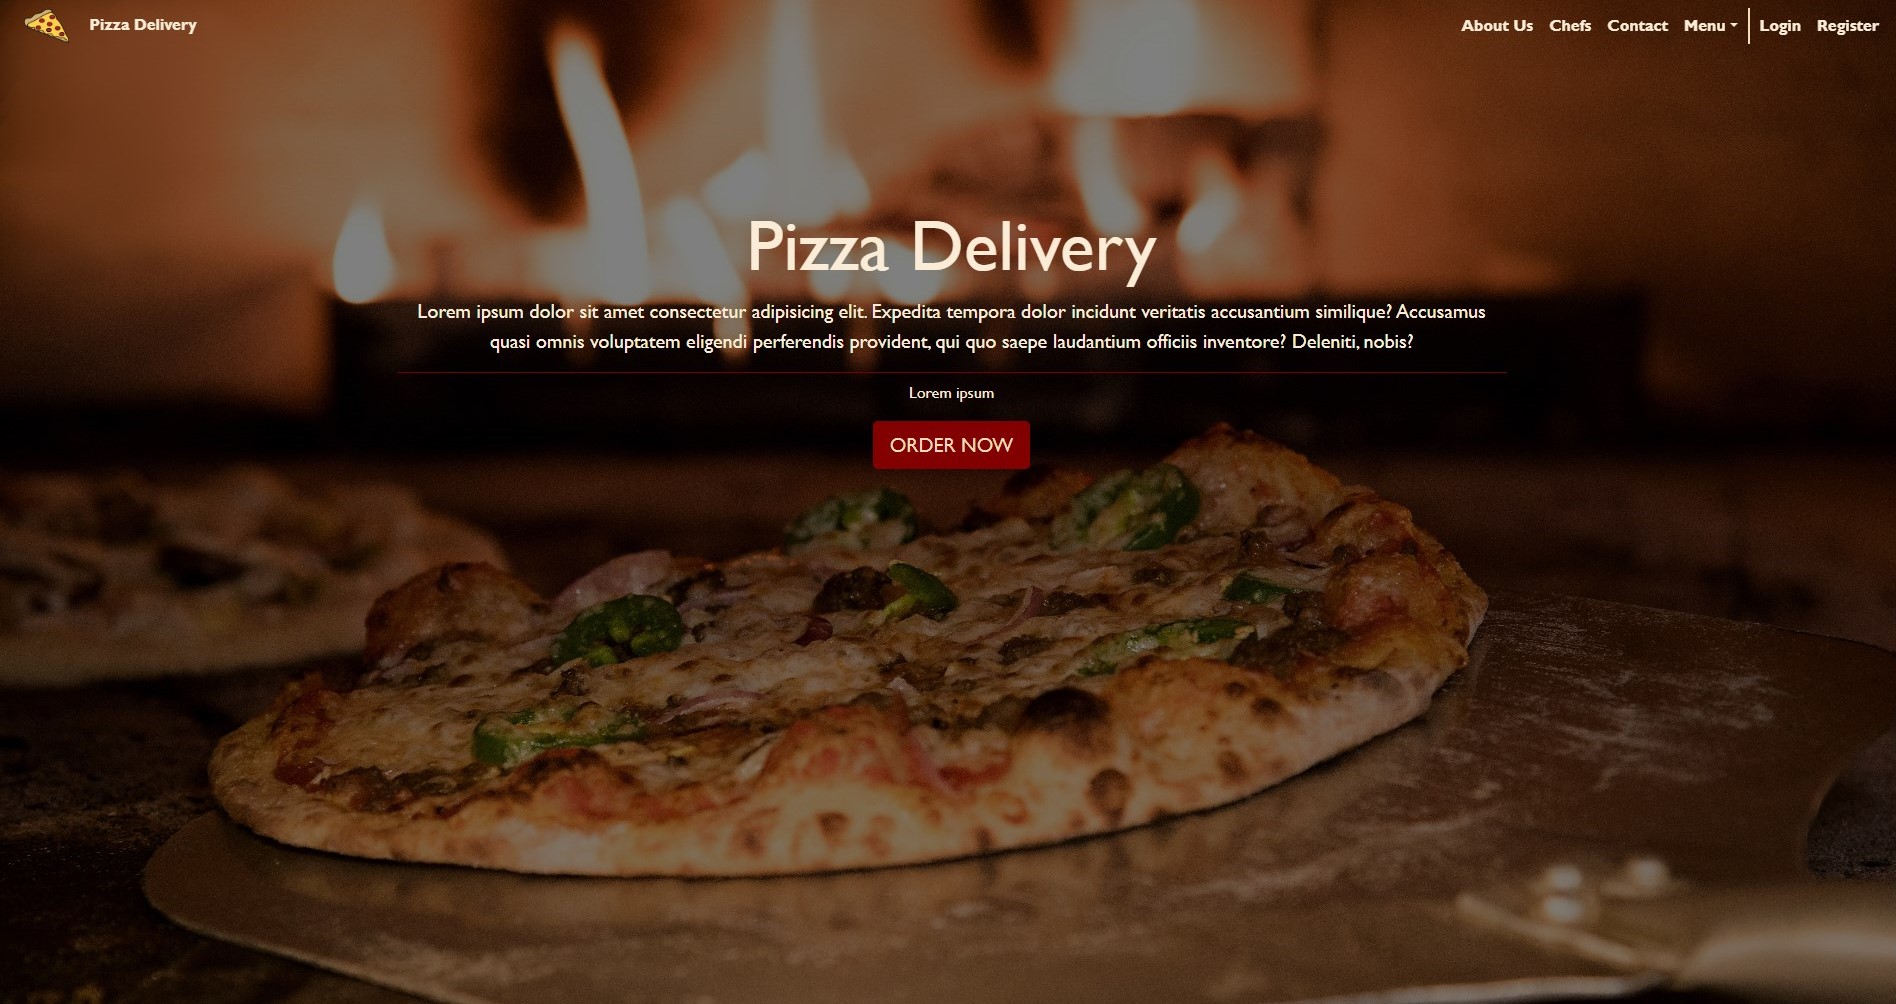 Pizza Delivery
About Us Chefs Contact Menu Login Register
Pizza Delivery
Lorem ipsum dolor sit amet consectetur adipisicing elit. Expedita tempora dolor incidunt veritatis accusantium similique? Accusamus
quasi omnis voluptatem eligendi perferendis provident, qui quo saepe laudantium officiis inventore? Deleniti, nobis?
Lorem ipsum
ORDER NOW